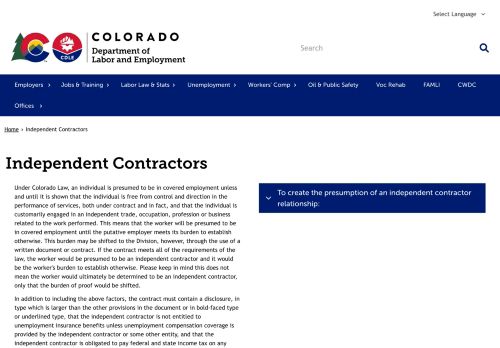 Select Language
COLORADO
Department of
Labor and Employment
CDLE
Search
Employers
Jobs & Training
Labor Law & Stats
Unemployment
Workers' Comp
Oil & Public Safety
Voc Rehab
FAMLI
CWDC
Offices
Home › Independent Contractors
Independent Contractors
Under Colorado Law, an individual is presumed to be in covered employment unless
and until it is shown that the individual is free from control and direction in the
performance of services, both under contract and in fact, and that the individual is
customarily engaged in an independent trade, occupation, profession or business
related to the work performed. This means that the worker will be presumed to be
in covered employment until the putative employer meets its burden to establish
otherwise. This burden may be shifted to the Division, however, through the use of a
written document or contract. If the contract meets all of the requirements of the
law, the worker would be presumed to be an independent contractor and it would
be the worker's burden to establish otherwise. Please keep in mind this does not
mean the worker would ultimately be determined to be an independent contractor,
only that the burden of proof would be shifted.
In addition to including the above factors, the contract must contain a disclosure, in
type which is larger than the other provisions in the document or in bold-faced type
or underlined type, that the independent contractor is not entitled to
unemployment insurance benefits unless unemployment compensation coverage is
provided by the independent contractor or some other entity, and that the
independent contractor is obligated to pay federal and state income tax on any
To create the presumption of an independent contractor
relationship: